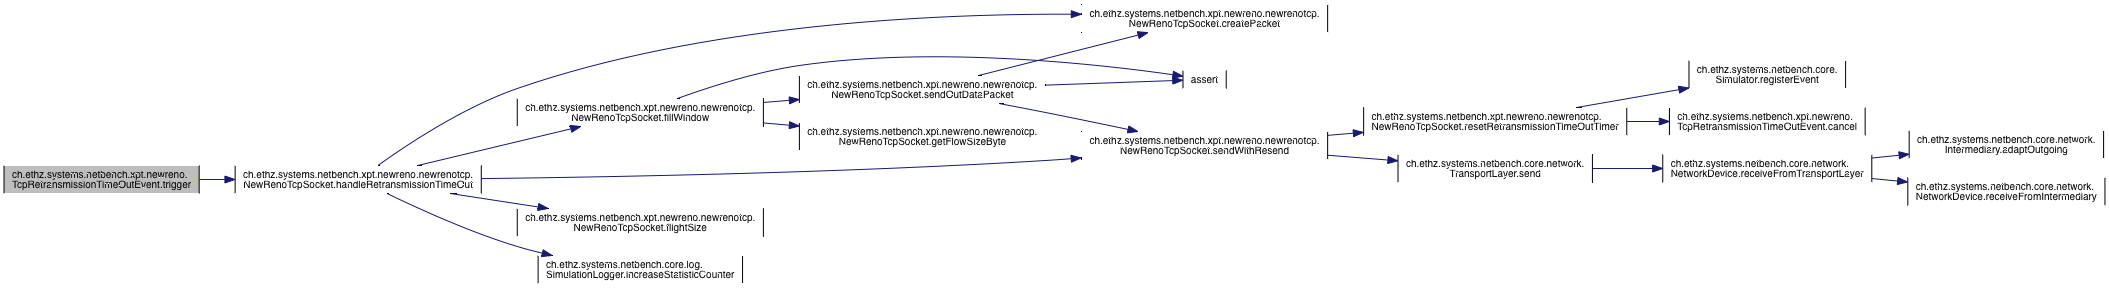 ch.ethz.systems.netbench.xpt.newreno.
TcpRetransmissionTimeOutEvent.trigger
ch.ethz.systems.netbench.xpt.newreno.newrenotcp.
NewRenoTcpSocket.handleRetransmissionTimeOut
ch.ethz.systems.netbench.xpt.newreno.newrenotcp.
NewRenoTcpSocket.fillWindow
ch.ethz.systems.netbench.xpt.newreno.newrenotcp.
NewRenoTcpSocket.flightSize
ch.ethz.systems.netbench.core.log.
SimulationLogger.increaseStatisticCounter
ch.ethz.systems.netbench.xpt.newreno.newrenotcp.
NewRenoTcpSocket.sendOutDataPacket
ch.ethz.systems.netbench.xpt.newreno.newrenotcp.
NewRenoTcpSocket.getFlowSizeByte
ch.ethz.systems.netbench.xpt.newreno.newrenotcp.
NewRenoTcpSocket.createPacket
assert
ch.ethz.systems.netbench.xpt.newreno.newrenotcp.
NewRenoTcpSocket.sendWithResend
ch.ethz.systems.netbench.xpt.newreno.newrenotcp.
NewRenoTcpSocket.resetRetransmissionTimeOutTimer
ch.ethz.systems.netbench.core.network.
TransportLayer.send
ch.ethz.systems.netbench.core.
Simulator.registerEvent
ch.ethz.systems.netbench.xpt.newreno.
TcpRetransmissionTimeOutEvent.cancel
ch.ethz.systems.netbench.core.network.
NetworkDevice.receiveFromTransportLayer
ch.ethz.systems.netbench.core.network.
Intermediary.adaptOutgoing
ch.ethz.systems.netbench.core.network.
NetworkDevice.receiveFromIntermediary